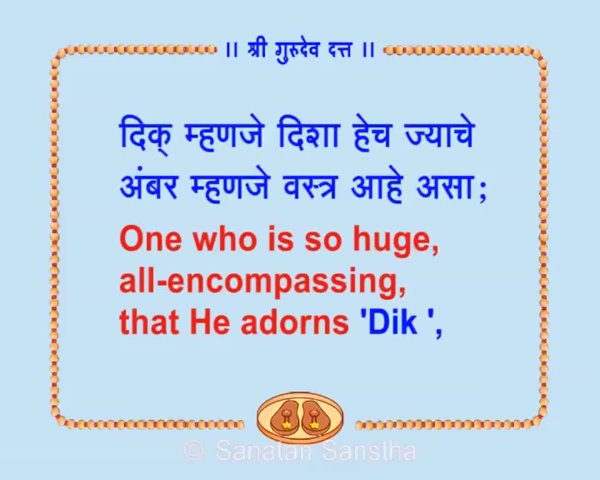 ।। श्री गुरुदेव दत्त ।।
दिक् म्हणजे दिशा हेच ज्याचे
अंबर म्हणजे वस्त्र आहे असा;
One who is so huge,
all-encompassing,
that He adorns 'Dik ',
© Sanatan Sanstha